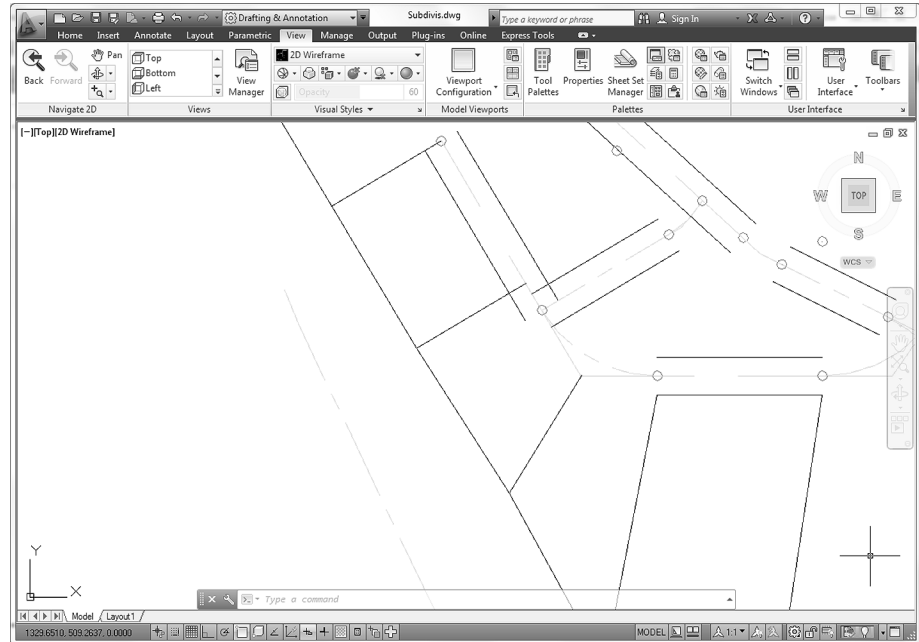 Drafting & Annotation
Subdivis.dwg
Type a keyword or phrase
Sign In
Home Insert Annotate Layout Parametric View Manage Output Plug-ins Online Express Tools
Back Forward
Pan
Top
Bottom
Left
View Manager
2D Wireframe
Opacity 60
Viewport Configuration
Tool Palettes
Properties
Sheet Set Manager
Switch Windows
User Interface
Toolbars
Navigate 2D Views Visual Styles Model Viewports Palettes User Interface
[−][Top][2D Wireframe]
N
W TOP E
S
WCS
Y
X
Type a command
Model Layout1
1329.6510, 509.2637, 0.0000
MODEL
1:1